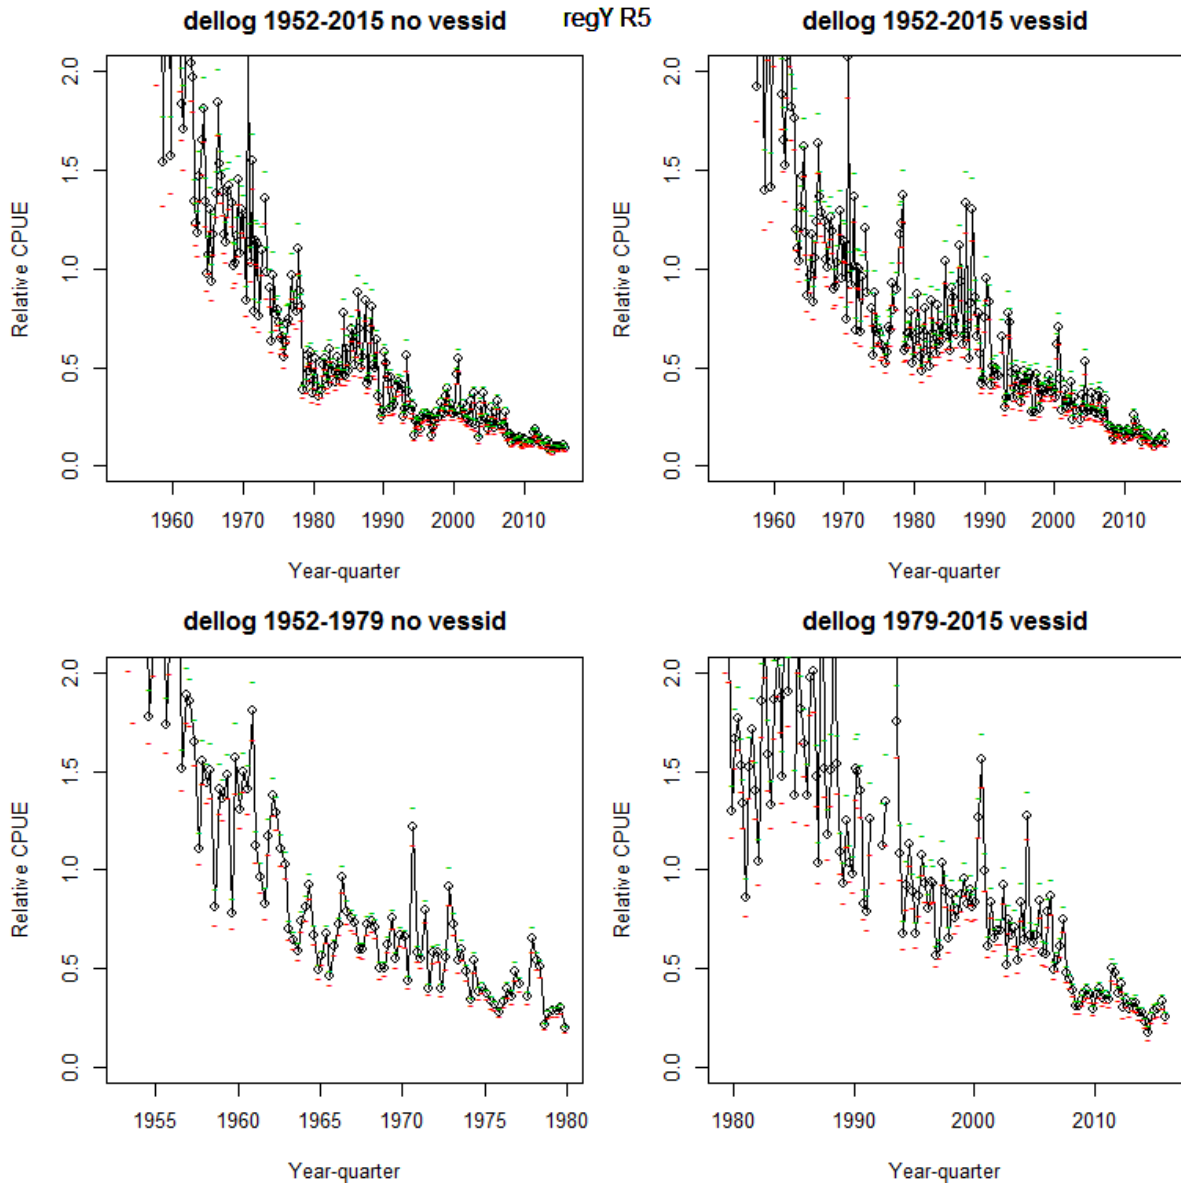 regY R5
dellog 1952-2015 no vessid
Relative CPUE
2.0
1.5
1.0
0.5
0.0
1960 1970 1980 1990 2000 2010
Year-quarter
dellog 1952-2015 vessid
Relative CPUE
2.0
1.5
1.0
0.5
0.0
1960 1970 1980 1990 2000 2010
Year-quarter
dellog 1952-1979 no vessid
Relative CPUE
2.0
1.5
1.0
0.5
0.0
1955 1960 1965 1970 1975 1980
Year-quarter
dellog 1979-2015 vessid
Relative CPUE
2.0
1.5
1.0
0.5
0.0
1980 1990 2000 2010
Year-quarter